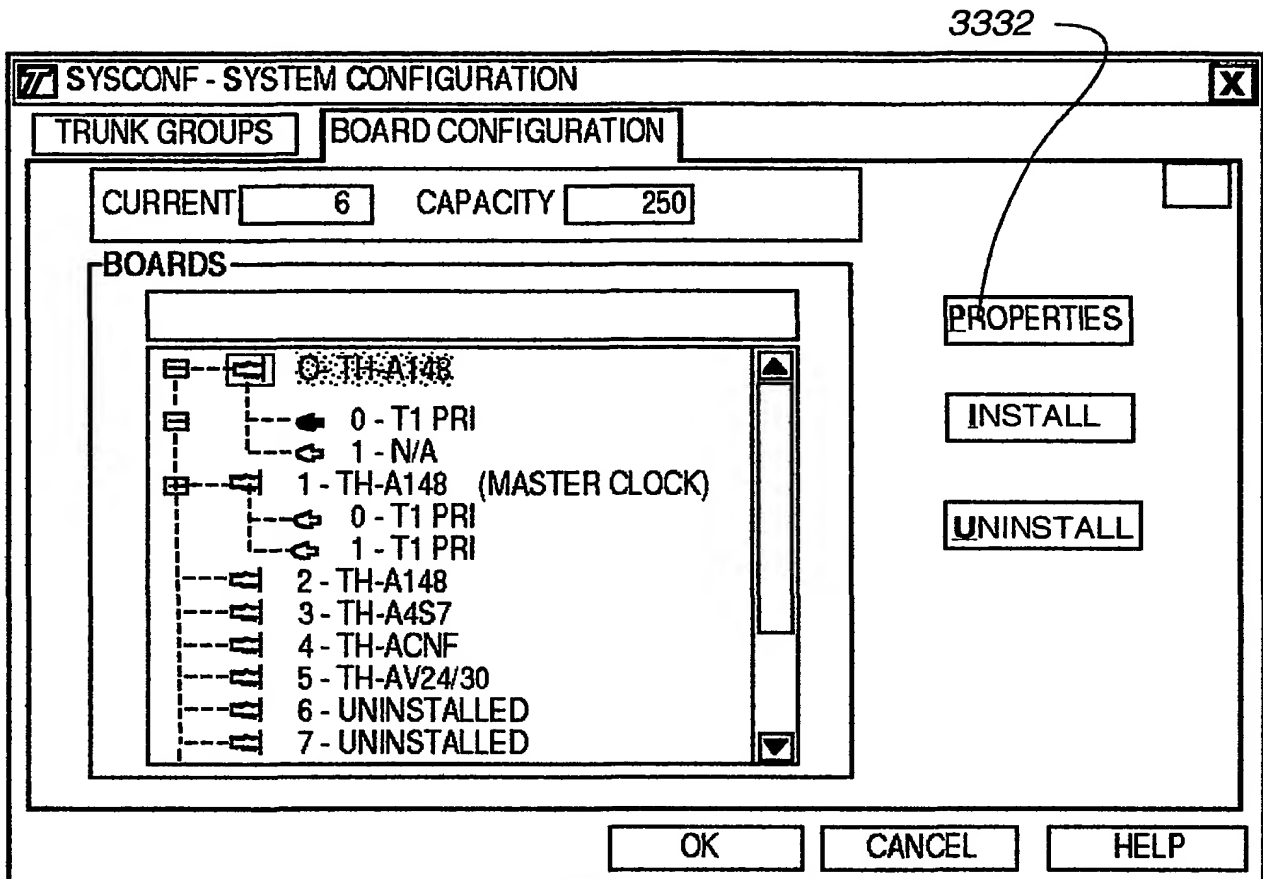 3332
SYSCONF - SYSTEM CONFIGURATION X
TRUNK GROUPS BOARD CONFIGURATION
CURRENT 6 CAPACITY 250
BOARDS
PROPERTIES
INSTALL
UNINSTALL
0 - TH-A148
0 - T1 PRI
1 - N/A
1 - TH-A148 (MASTER CLOCK)
0 - T1 PRI
1 - T1 PRI
2 - TH-A148
3 - TH-A4S7
4 - TH-ACNF
5 - TH-AV24/30
6 - UNINSTALLED
7 - UNINSTALLED
OK CANCEL HELP